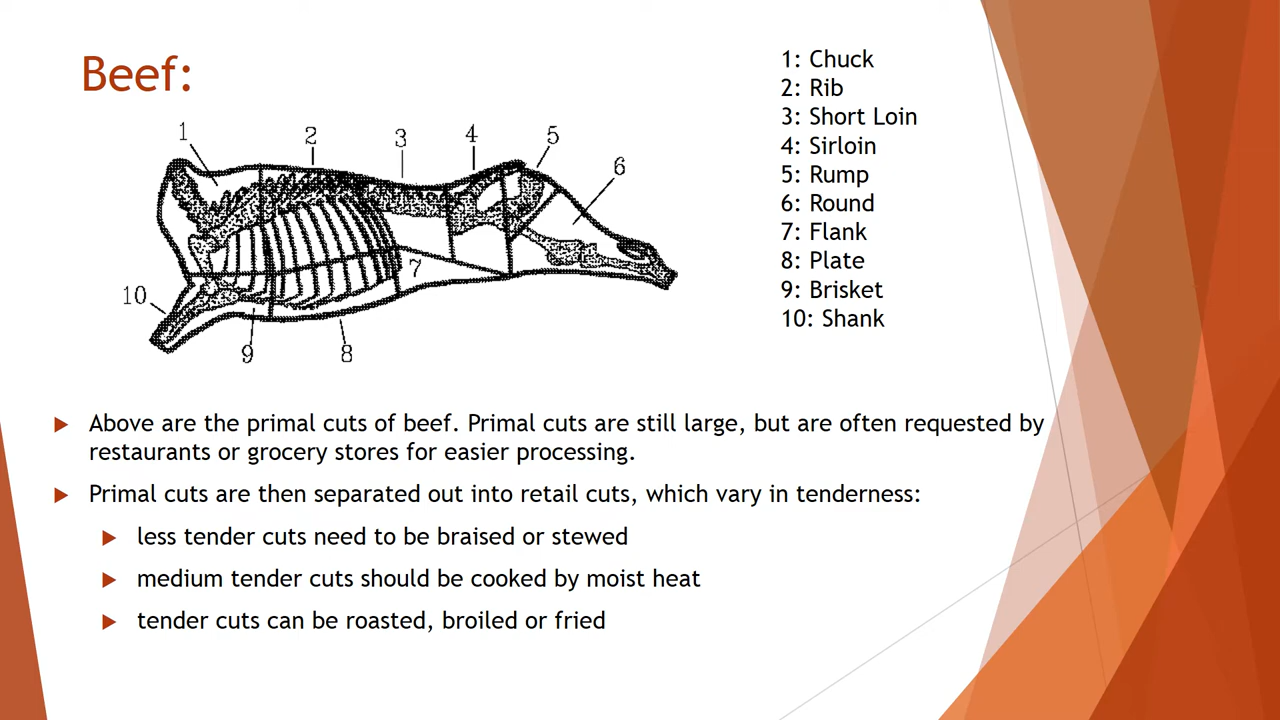 Beef:
1: Chuck
2: Rib
3: Short Loin
4: Sirloin
5: Rump
6: Round
7: Flank
8: Plate
9: Brisket
10: Shank
1
2
3
4
5
6
7
10
9
8
Above are the primal cuts of beef. Primal cuts are still large, but are often requested by
restaurants or grocery stores for easier processing.
Primal cuts are then separated out into retail cuts, which vary in tenderness:
less tender cuts need to be braised or stewed
medium tender cuts should be cooked by moist heat
tender cuts can be roasted, broiled or fried